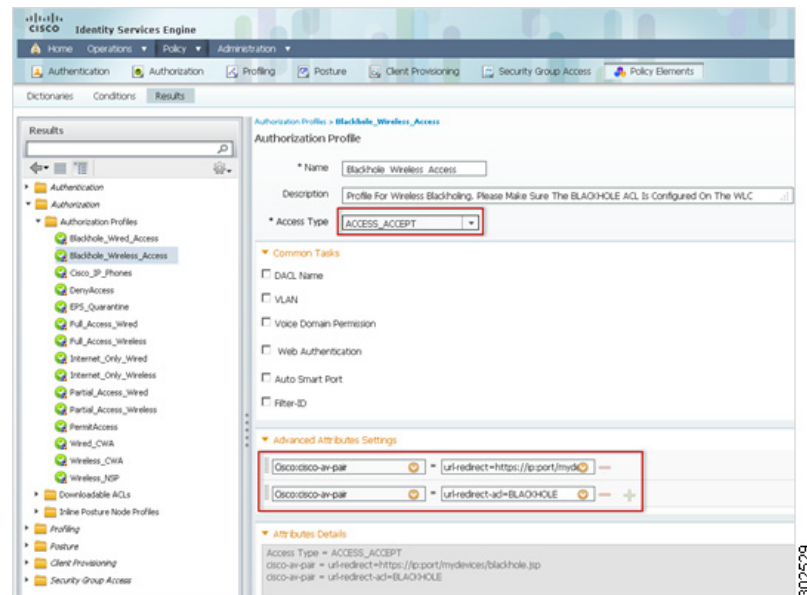 cisco Identity Services Engine
Home Operations Policy Administration
Authentication Authorization Profiling Posture Client Provisioning Security Group Access Policy Elements
Dictionaries Conditions Results
Results
Authentication
Authorization
Authorization Profiles
Blackhole_Wired_Access
Blackhole_Wireless_Access
Cisco_IP_Phones
DenyAccess
EPS_Quarantine
Full_Access_Wired
Full_Access_Wireless
Internet_Only_Wired
Internet_Only_Wireless
Partial_Access_Wired
Partial_Access_Wireless
PermitAccess
Wired_CWA
Wireless_CWA
Wireless_NSP
Downloadable ACLs
Inline Posture Node Profiles
Profiling
Posture
Client Provisioning
Security Group Access
Authorization Profiles > Blackhole_Wireless_Access
Authorization Profile
* Name Blackhole_Wireless_Access
Description Profile For Wireless Blackholing. Please Make Sure The BLACKHOLE ACL Is Configured On The WLC
* Access Type ACCESS_ACCEPT
Common Tasks
DACL Name
VLAN
Voice Domain Permission
Web Authentication
Auto Smart Port
Filter-ID
Advanced Attributes Settings
Cisco:cisco-av-pair = url-redirect=https://ip:port/myde
Cisco:cisco-av-pair = url-redirect-acl=BLACKHOLE
Attributes Details
Access Type = ACCESS_ACCEPT
cisco-av-pair = url-redirect=https://ip:port/mydevices/blackhole.jsp
cisco-av-pair = url-redirect-acl=BLACKHOLE
302529